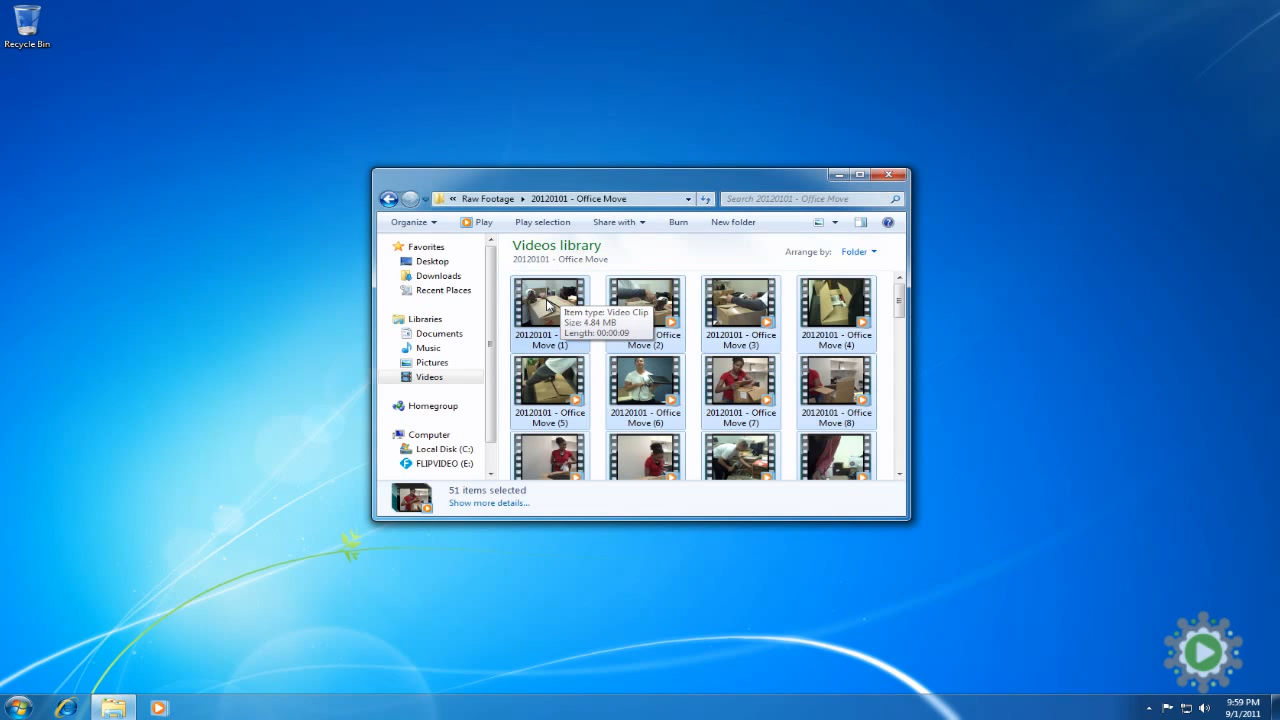 Recycle Bin
« Raw Footage ▸ 20120101 - Office Move
Search 20120101 - Office Move
Organize Play Play selection Share with Burn New folder
Favorites
Desktop
Downloads
Recent Places
Libraries
Documents
Music
Pictures
Videos
Homegroup
Computer
Local Disk (C:)
FLIPVIDEO (E:)
Videos library
20120101 - Office Move
Arrange by: Folder
Item type: Video Clip
Size: 4.84 MB
Length: 00:00:09
20120101 -
Move (1)
Office
Move (2)
20120101 - Office
Move (3)
20120101 - Office
Move (4)
20120101 - Office
Move (5)
20120101 - Office
Move (6)
20120101 - Office
Move (7)
20120101 - Office
Move (8)
51 items selected
Show more details...
9:59 PM
9/1/2011